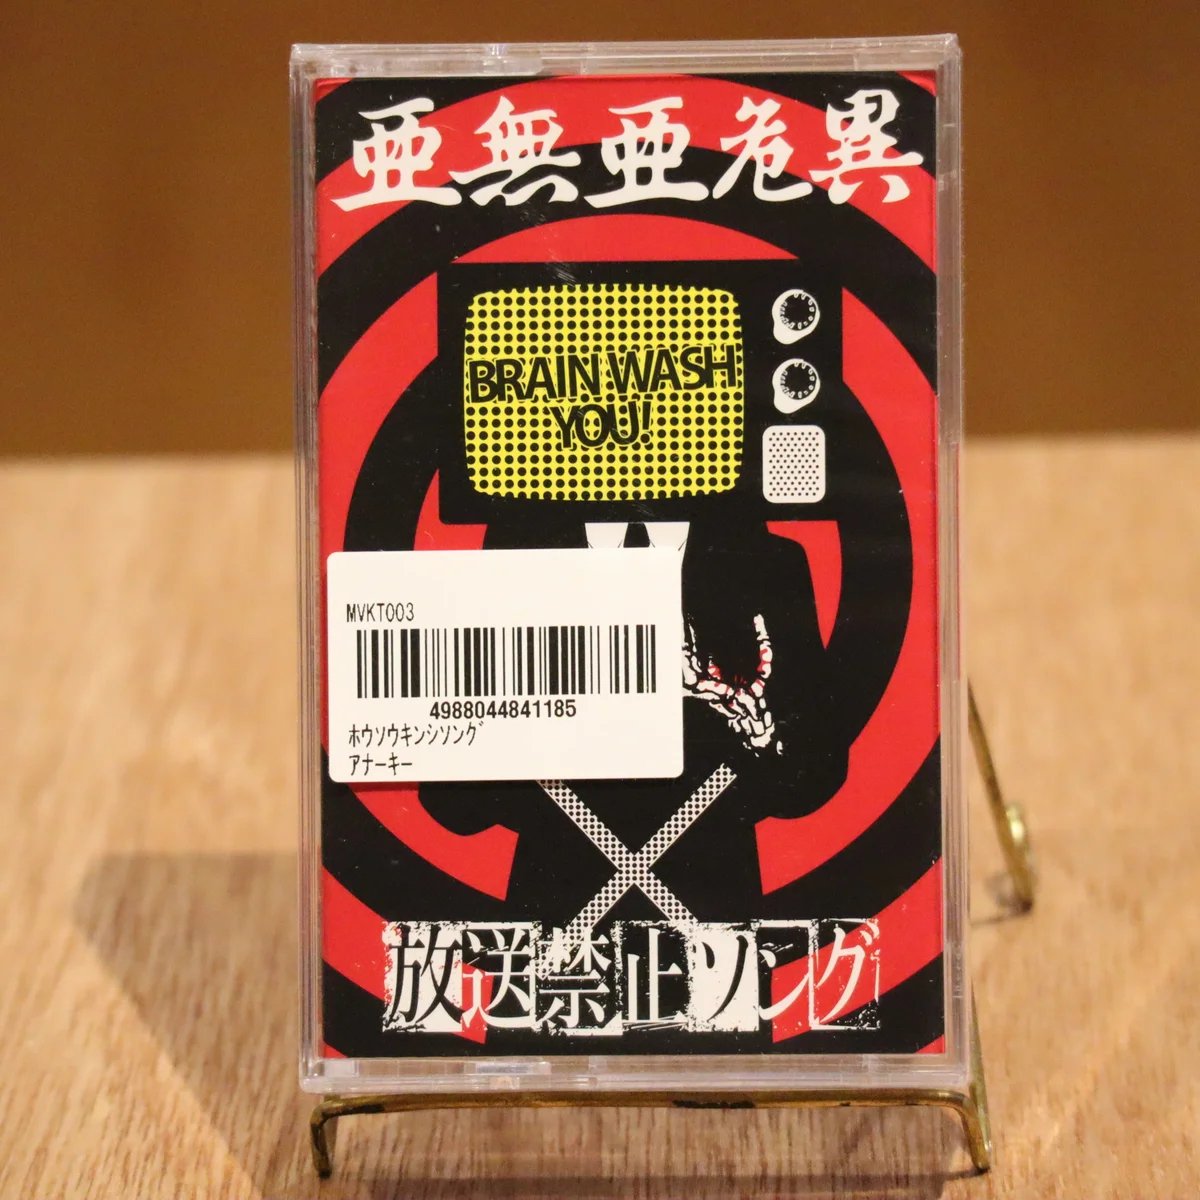 亜無亜危異
BRAIN WASH
YOU!
MVKT003
4988044841185
ﾎｳｿｳｷﾝｼｿﾝｸﾞ
ｱﾅｰｷｰ
放送禁止ソング